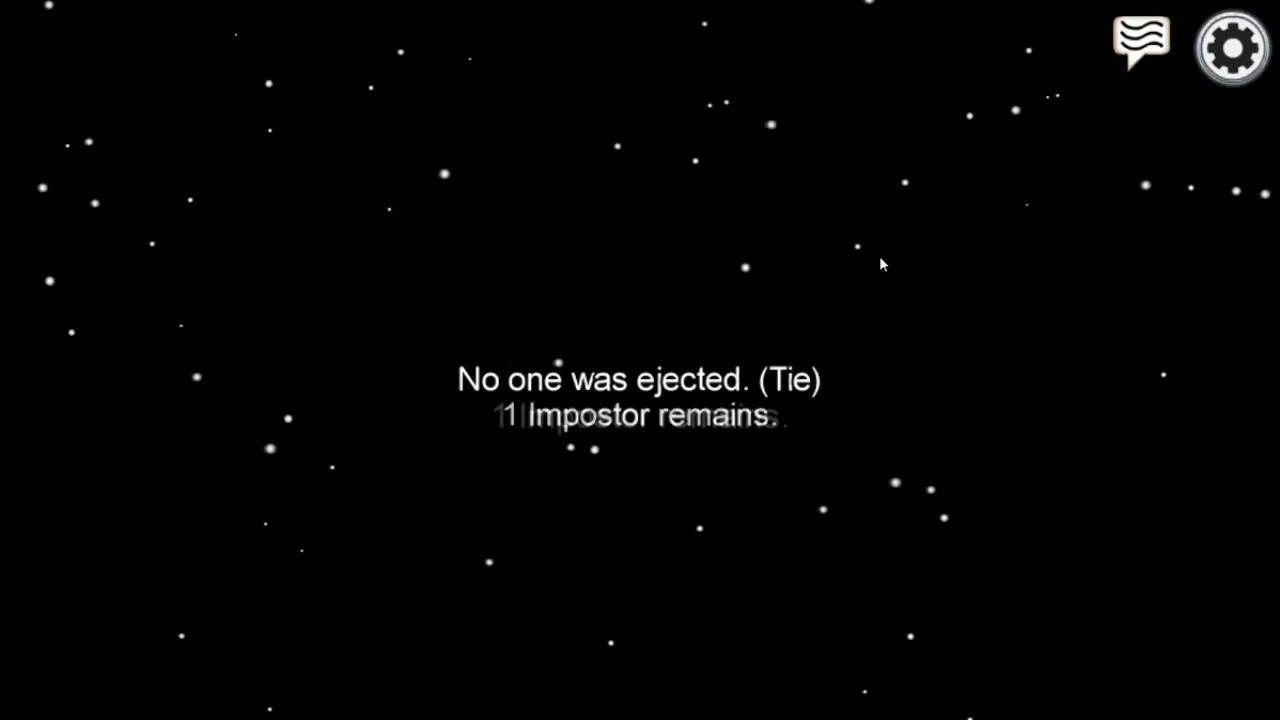 No one was ejected. (Tie)
1 Impostor remains.